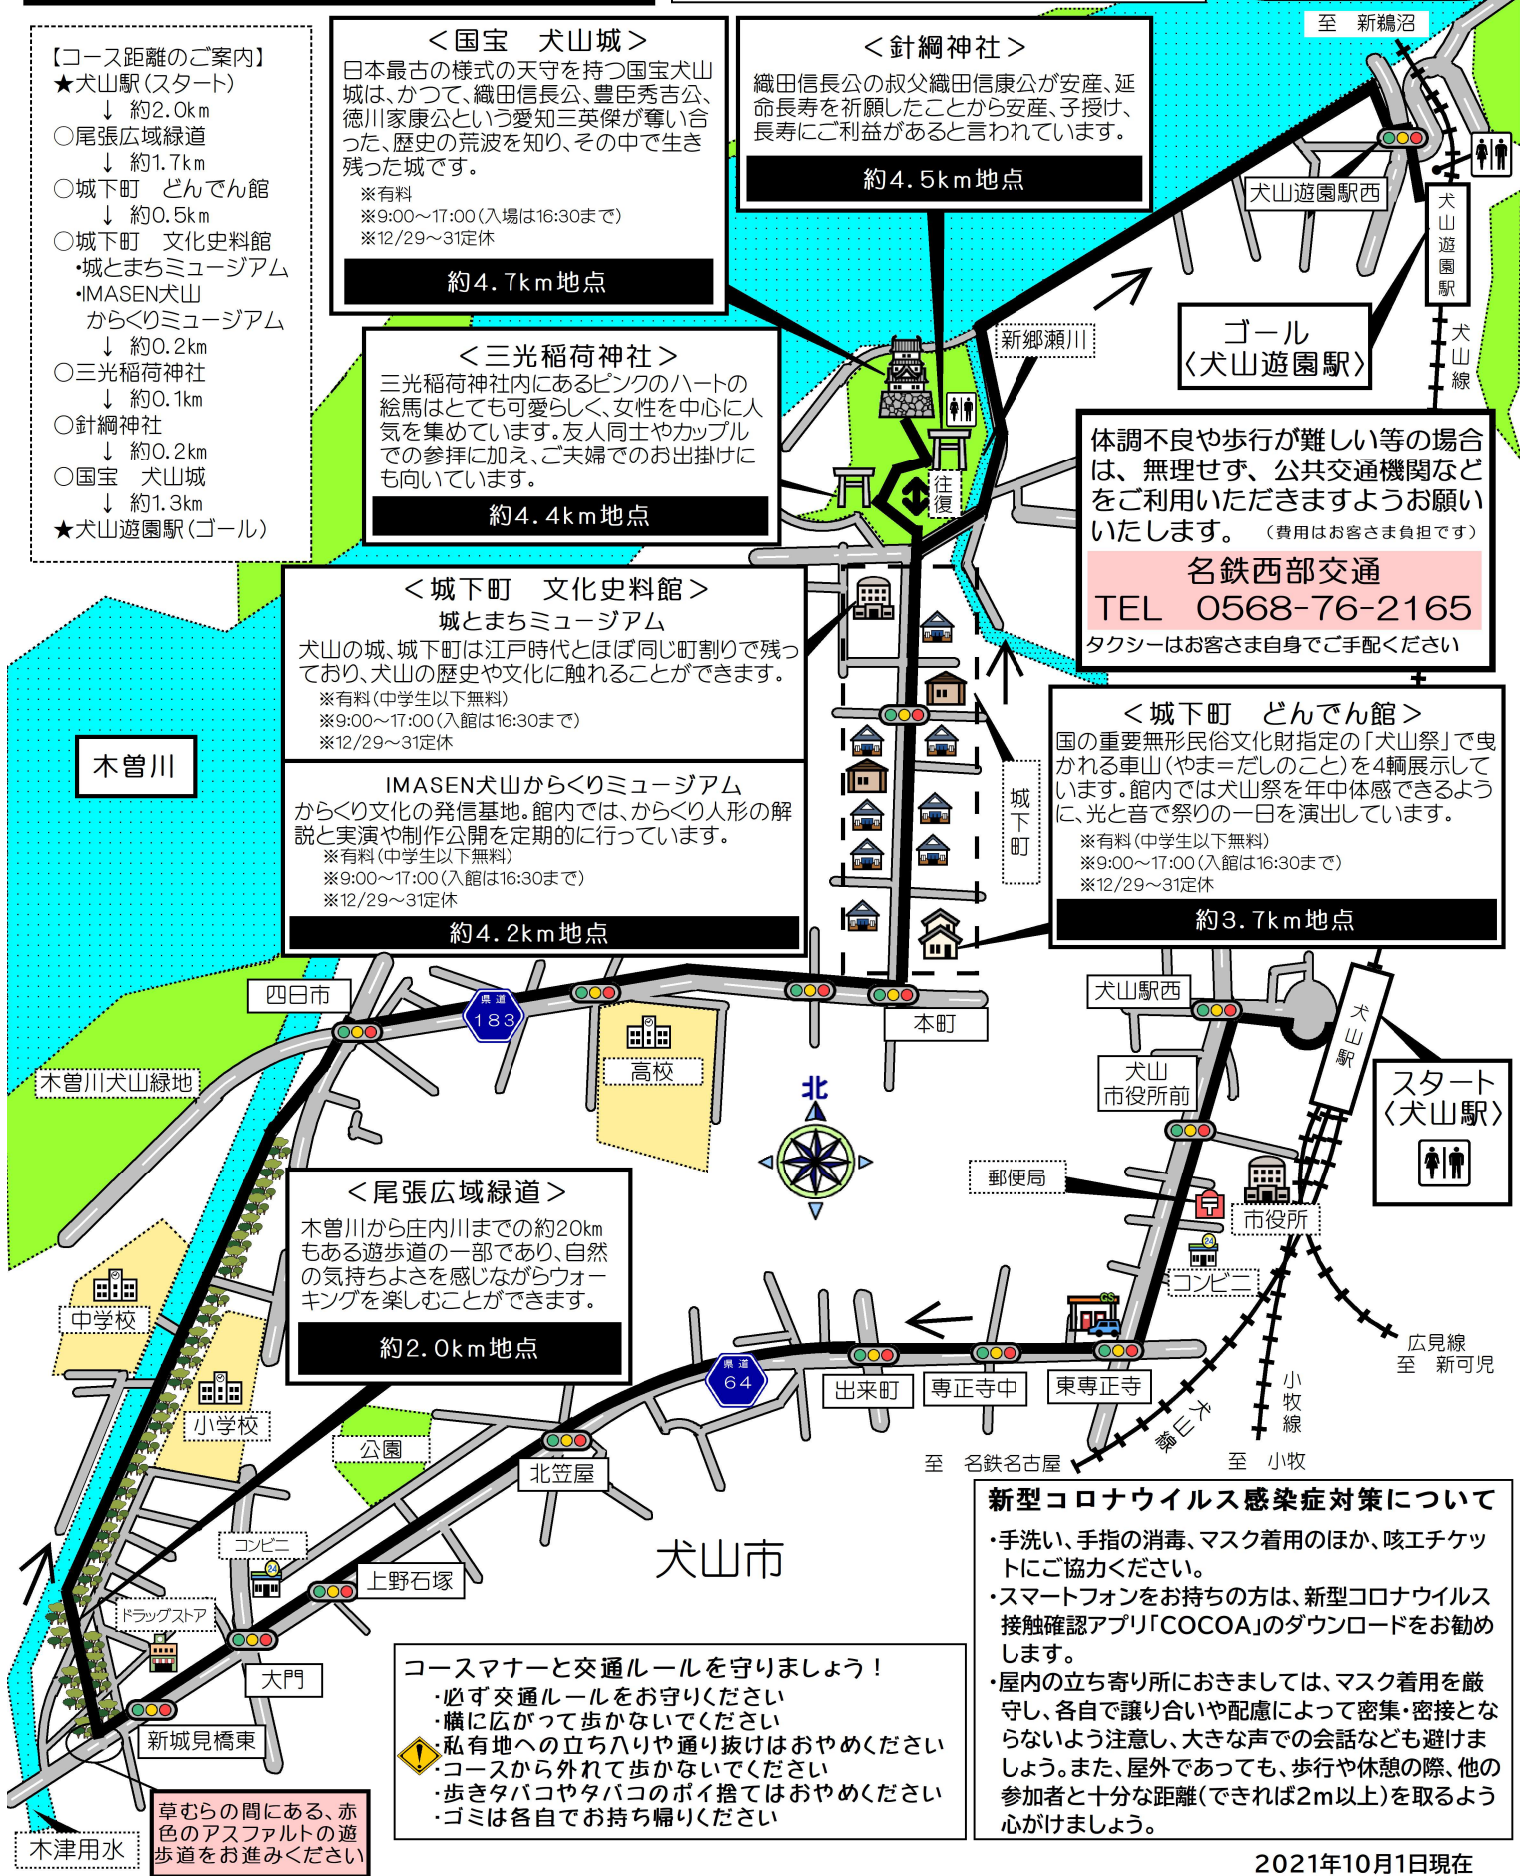 【コース距離のご案内】
★犬山駅(スタート)
↓ 約2.0km
○尾張広域緑道
↓ 約1.7km
○城下町 どんでん館
↓ 約0.5km
○城下町 文化史料館
・城とまちミュージアム
・IMASEN犬山
からくりミュージアム
↓ 約0.2km
○三光稲荷神社
↓ 約0.1km
○針綱神社
↓ 約0.2km
○国宝 犬山城
↓ 約1.3km
★犬山遊園駅(ゴール)
＜国宝 犬山城＞
日本最古の様式の天守を持つ国宝犬山
城は、かつて、織田信長公、豊臣秀吉公、
徳川家康公という愛知三英傑が奪い合
った、歴史の荒波を知り、その中で生き
残った城です。
※有料
※9:00～17:00(入場は16:30まで)
※12/29～31定休
約4.7km地点
＜針綱神社＞
織田信長公の叔父織田信康公が安産、延
命長寿を祈願したことから安産、子授け、
長寿にご利益があると言われています。
約4.5km地点
至 新鵜沼
犬山遊園駅西
犬山遊園駅
犬山線
ゴール
〈犬山遊園駅〉
新郷瀬川
往復
＜三光稲荷神社＞
三光稲荷神社内にあるピンクのハートの
絵馬はとても可愛らしく、女性を中心に人
気を集めています。友人同士やカップル
での参拝に加え、ご夫婦でのお出掛けに
も向いています。
約4.4km地点
体調不良や歩行が難しい等の場合
は、無理せず、公共交通機関など
をご利用いただきますようお願い
いたします。 (費用はお客さま負担です)
名鉄西部交通
TEL 0568-76-2165
タクシーはお客さま自身でご手配ください
＜城下町 文化史料館＞
城とまちミュージアム
犬山の城、城下町は江戸時代とほぼ同じ町割りで残っ
ており、犬山の歴史や文化に触れることができます。
※有料(中学生以下無料)
※9:00～17:00(入館は16:30まで)
※12/29～31定休
IMASEN犬山からくりミュージアム
からくり文化の発信基地。館内では、からくり人形の解
説と実演や制作公開を定期的に行っています。
※有料(中学生以下無料)
※9:00～17:00(入館は16:30まで)
※12/29～31定休
約4.2km地点
木曽川
城下町
＜城下町 どんでん館＞
国の重要無形民俗文化財指定の「犬山祭」で曳
かれる車山(やま＝だしのこと)を4輌展示して
います。館内では犬山祭を年中体感できるよう
に、光と音で祭りの一日を演出しています。
※有料(中学生以下無料)
※9:00～17:00(入館は16:30まで)
※12/29～31定休
約3.7km地点
四日市
県道
183
高校
本町
木曽川犬山緑地
北
犬山駅西
犬山駅
犬山
市役所前
スタート
〈犬山駅〉
郵便局
市役所
24
コンビニ
＜尾張広域緑道＞
木曽川から庄内川までの約20km
もある遊歩道の一部であり、自然
の気持ちよさを感じながらウォー
キングを楽しむことができます。
約2.0km地点
中学校
小学校
公園
県道
64
出来町
専正寺中
GS
東専正寺
広見線
至 新可児
小牧線
至 小牧
犬山線
至 名鉄名古屋
北笠屋
犬山市
上野石塚
コンビニ
24
ドラッグストア
大門
新城見橋東
木津用水
草むらの間にある、赤
色のアスファルトの遊
歩道をお進みください
コースマナーと交通ルールを守りましょう！
・必ず交通ルールをお守りください
・横に広がって歩かないでください
・私有地への立ち入りや通り抜けはおやめください
・コースから外れて歩かないでください
・歩きタバコやタバコのポイ捨てはおやめください
・ゴミは各自でお持ち帰りください
新型コロナウイルス感染症対策について
・手洗い、手指の消毒、マスク着用のほか、咳エチケッ
トにご協力ください。
・スマートフォンをお持ちの方は、新型コロナウイルス
接触確認アプリ「COCOA」のダウンロードをお勧め
します。
・屋内の立ち寄り所におきましては、マスク着用を厳
守し、各自で譲り合いや配慮によって密集・密接とな
らないよう注意し、大きな声での会話なども避けま
しょう。また、屋外であっても、歩行や休憩の際、他の
参加者と十分な距離(できれば2m以上)を取るよう
心がけましょう。
2021年10月1日現在